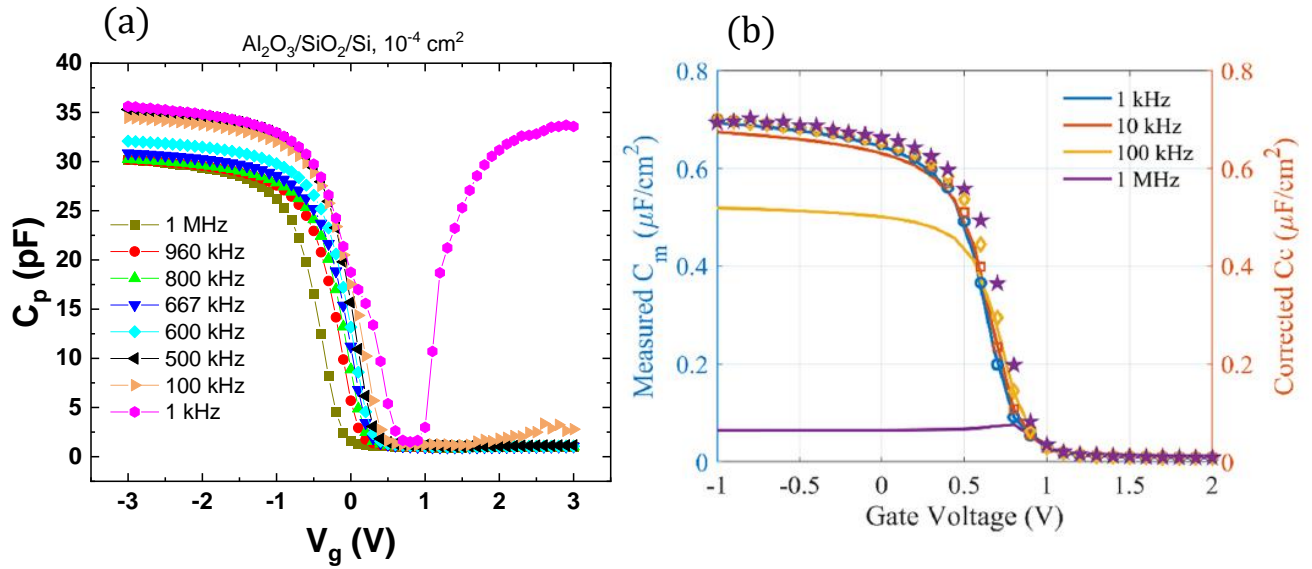 (a)
Al₂O₃/SiO₂/Si, 10⁻⁴ cm²
40
35
30
25
20
15
10
5
0
Cₚ (pF)
1 MHz
960 kHz
800 kHz
667 kHz
600 kHz
500 kHz
100 kHz
1 kHz
-3 -2 -1 0 1 2 3
V_g (V)
(b)
0.8
0.6
0.4
0.2
0
Measured C_m (μF/cm²)
1 kHz
10 kHz
100 kHz
1 MHz
0.8
0.6
0.4
0.2
0
Corrected Cc (μF/cm²)
-1 -0.5 0 0.5 1 1.5 2
Gate Voltage (V)